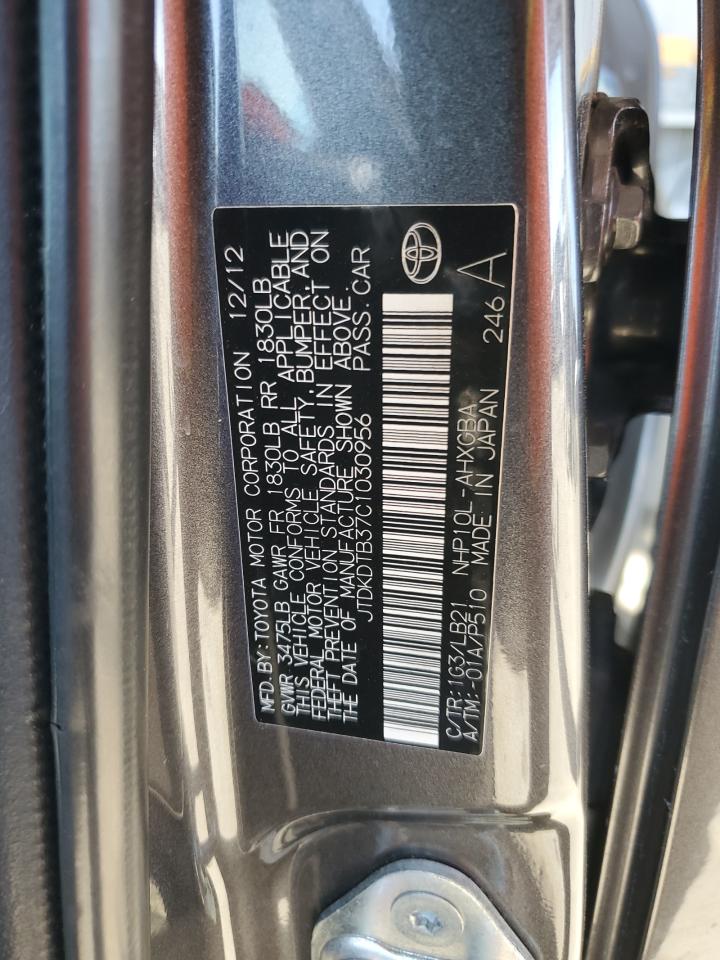 MFD BY: TOYOTA MOTOR CORPORATION 12/12
GVWR 3475LB GAWR FR 1830LB RR 1830LB
THIS VEHICLE CONFORMS TO ALL APPLICABLE
FEDERAL MOTOR VEHICLE SAFETY, BUMPER, AND
THEFT PREVENTION STANDARDS IN EFFECT ON
THE DATE OF MANUFACTURE SHOWN ABOVE.
JTDKDTB37C1030956 PASS. CAR
C/TR: 1G3/LB21 NHP10L-AHXGBA
A/TM: -01A/P510 MADE IN JAPAN 246 A